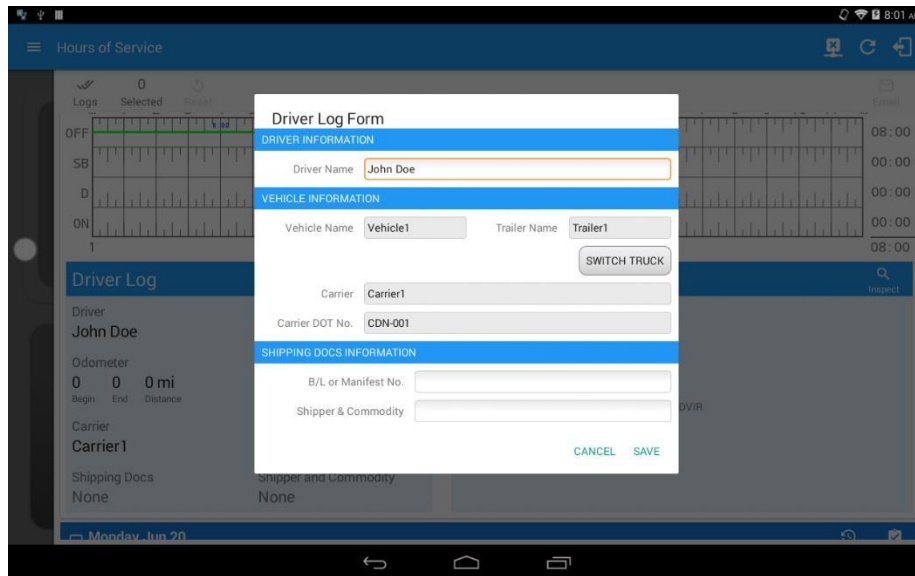 8:01 A
Hours of Service
0
Logs Selected Reset
Email
OFF
08:00
SB
00:00
D
00:00
ON
00:00
1
08:00
Driver Log
Inspect
Driver
John Doe
Odometer
0 0 0 mi
Begin End Distance
Carrier
Carrier1
Shipping Docs Shipper and Commodity
None None
DVIR
Monday Jun 20
Driver Log Form
DRIVER INFORMATION
Driver Name John Doe
VEHICLE INFORMATION
Vehicle Name Vehicle1 Trailer Name Trailer1
SWITCH TRUCK
Carrier Carrier1
Carrier DOT No. CDN-001
SHIPPING DOCS INFORMATION
B/L or Manifest No.
Shipper & Commodity
CANCEL SAVE